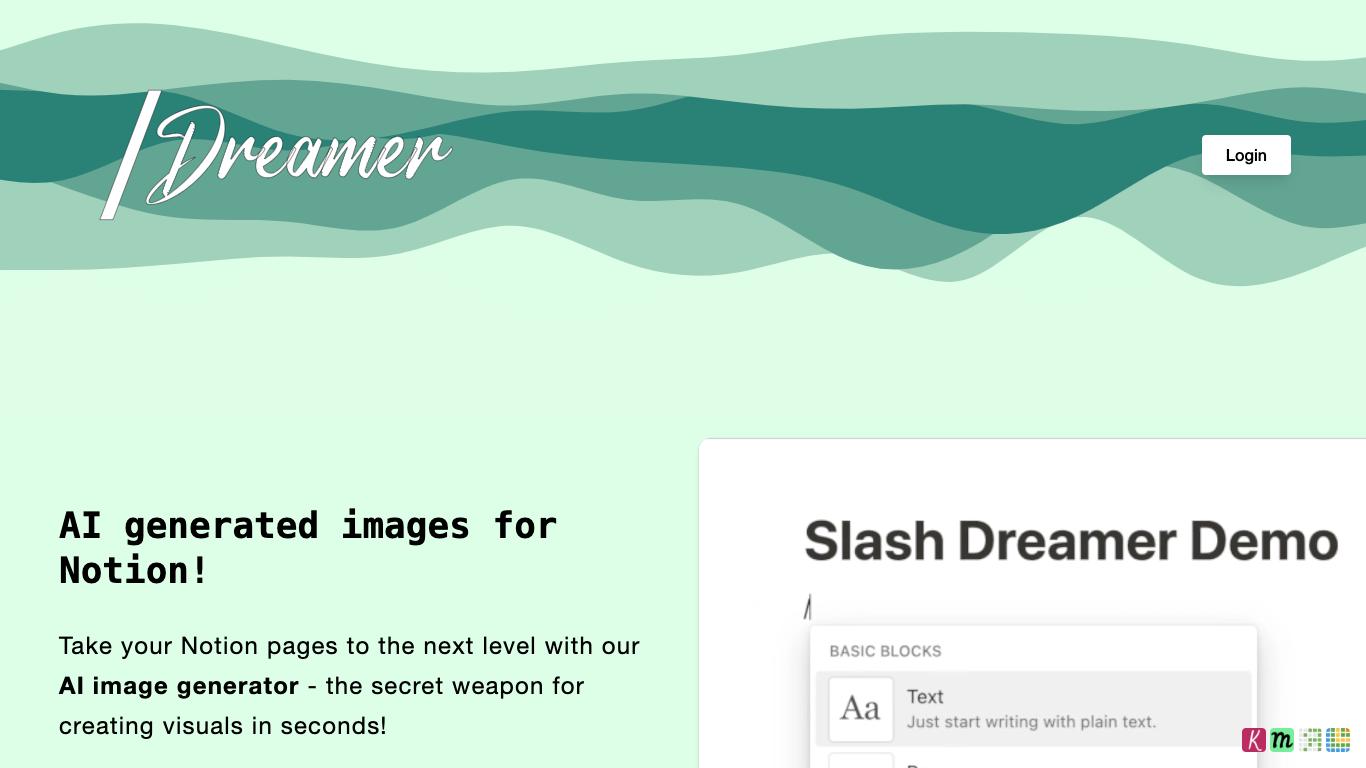 /Dreamer
Login
AI generated images for
Notion!
Take your Notion pages to the next level with our
AI image generator - the secret weapon for
creating visuals in seconds!
Slash Dreamer Demo
/
BASIC BLOCKS
Aa
Text
Just start writing with plain text.
K
m